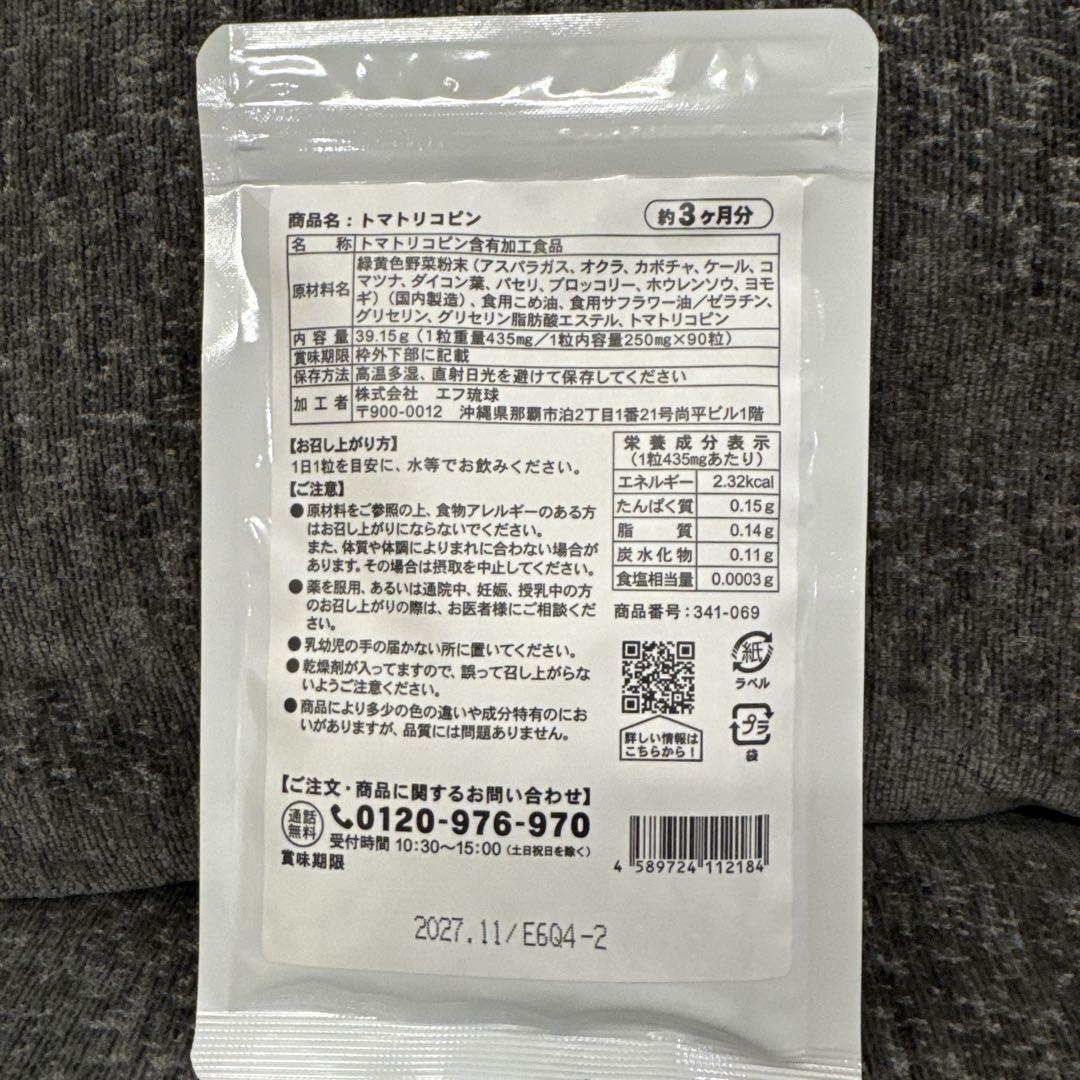 商品名：トマトリコピン
約3ヶ月分
名称 トマトリコピン含有加工食品
原材料名 緑黄色野菜粉末（アスパラガス、オクラ、カボチャ、ケール、コ
マツナ、ダイコン葉、パセリ、ブロッコリー、ホウレンソウ、ヨモ
ギ）（国内製造）、食用こめ油、食用サフラワー油／ゼラチン、
グリセリン、グリセリン脂肪酸エステル、トマトリコピン
内容量 39.15g（1粒重量435mg／1粒内容量250mg×90粒）
賞味期限 枠外下部に記載
保存方法 高温多湿、直射日光を避けて保存してください
加工者 株式会社 エフ琉球
〒900-0012 沖縄県那覇市泊2丁目1番21号尚平ビル1階
【お召し上がり方】
1日1粒を目安に、水等でお飲みください。
【ご注意】
●原材料をご参照の上、食物アレルギーのある方
はお召し上がりにならないでください。
また、体質や体調によりまれに合わない場合が
あります。その場合は摂取を中止してください。
●薬を服用、あるいは通院中、妊娠、授乳中の方
のお召し上がりの際は、お医者様にご相談くだ
さい。
●乳幼児の手の届かない所に置いてください。
●乾燥剤が入ってますので、誤って召し上がらな
いようご注意ください。
●商品により多少の色の違いや成分特有のにお
いがありますが、品質には問題ありません。
栄養成分表示
（1粒435mgあたり）
エネルギー 2.32kcal
たんぱく質 0.15g
脂質 0.14g
炭水化物 0.11g
食塩相当量 0.0003g
商品番号：341-069
紙
ラベル
プラ
袋
詳しい情報は
こちらから！
【ご注文・商品に関するお問い合わせ】
通話
無料
0120-976-970
受付時間 10:30〜15:00（土日祝日を除く）
賞味期限
4 589724 112184
2027.11/E6Q4-2